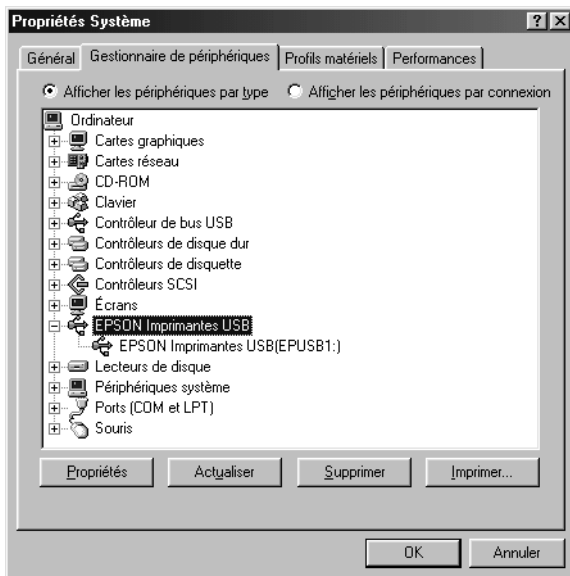 Propriétés Système
Général Gestionnaire de périphériques Profils matériels Performances
Afficher les périphériques par type Afficher les périphériques par connexion
Ordinateur
Cartes graphiques
Cartes réseau
CD-ROM
Clavier
Contrôleur de bus USB
Contrôleurs de disque dur
Contrôleurs de disquette
Contrôleurs SCSI
Écrans
EPSON Imprimantes USB
EPSON Imprimantes USB(EPUSB1:)
Lecteurs de disque
Périphériques système
Ports (COM et LPT)
Souris
Propriétés Actualiser Supprimer Imprimer...
OK Annuler